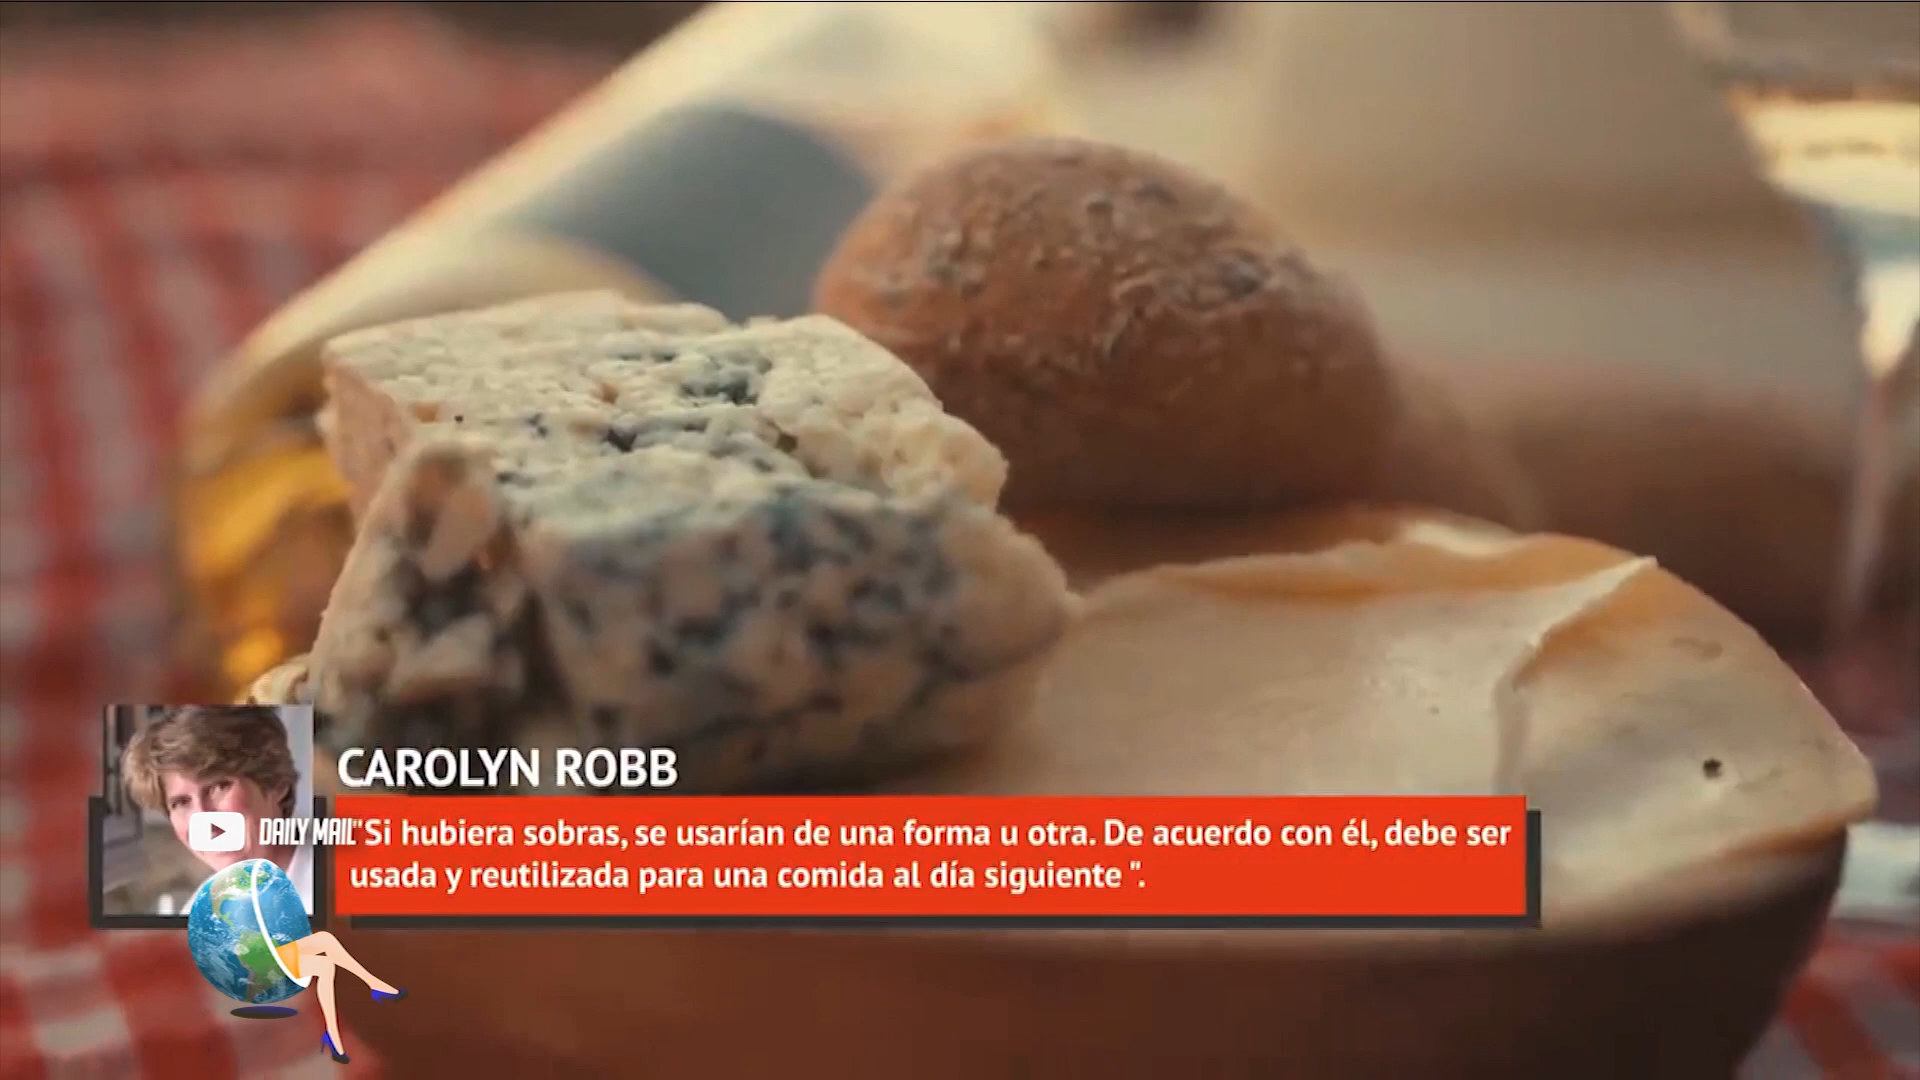 CAROLYN ROBB
DAILY MAIL
"Si hubiera sobras, se usarían de una forma u otra. De acuerdo con él, debe ser
usada y reutilizada para una comida al día siguiente ".